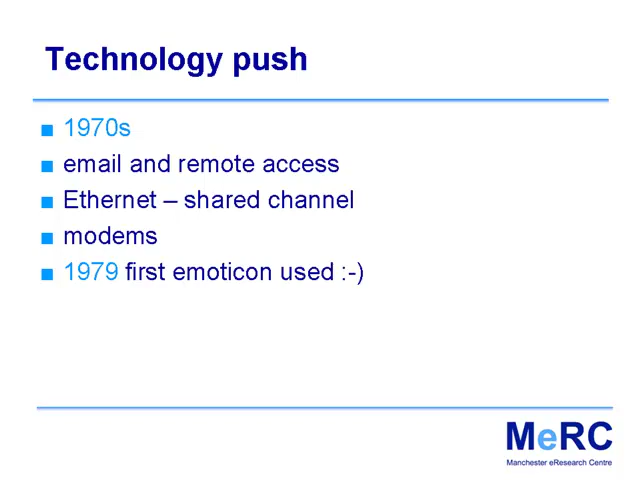 Technology push
1970s
email and remote access
Ethernet – shared channel
modems
1979 first emoticon used :-)
MeRC
Manchester eResearch Centre